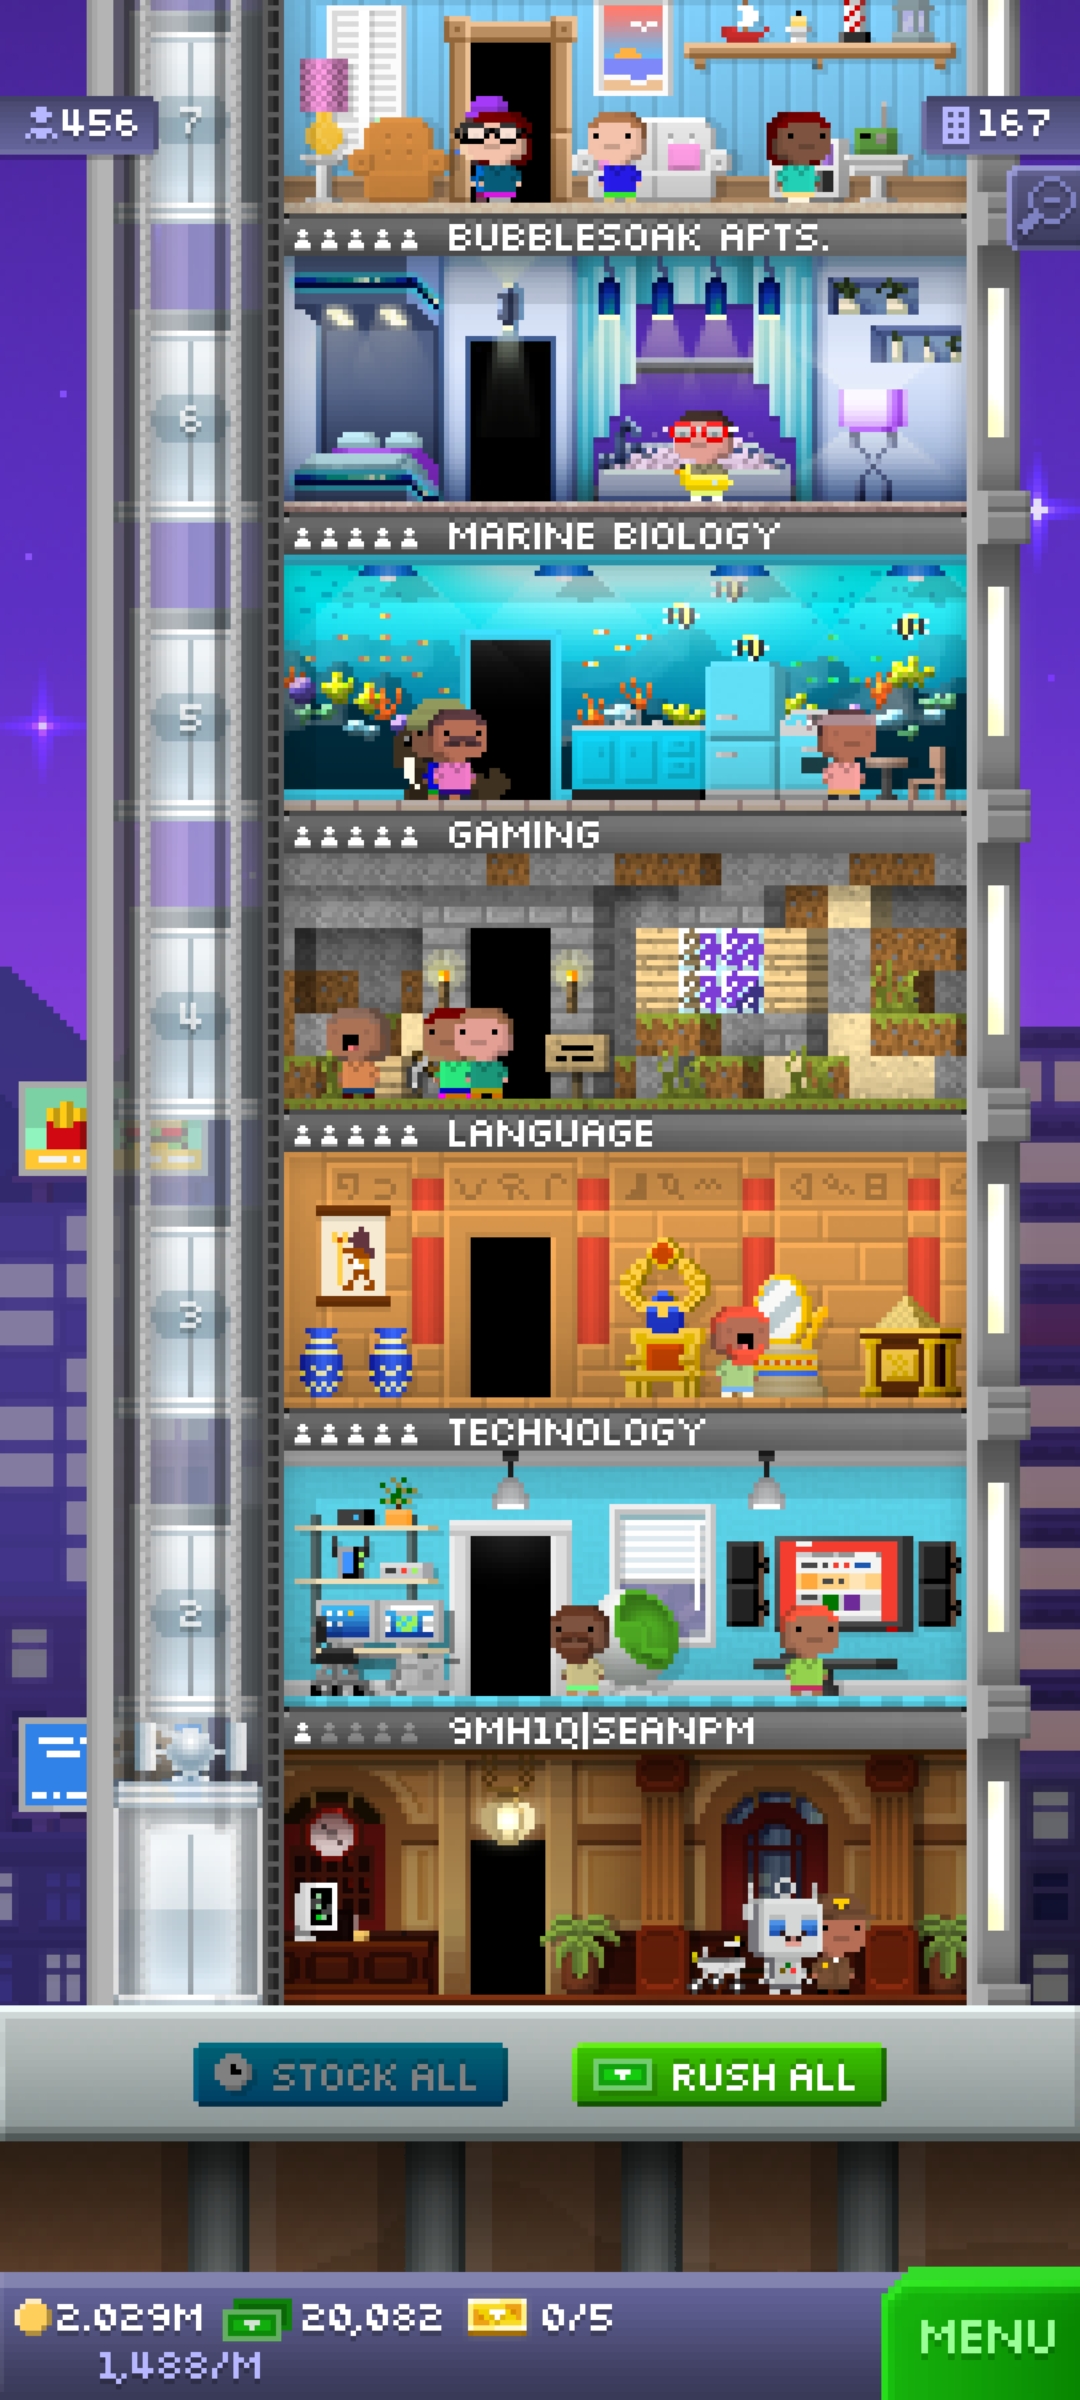 456
7
167
BUBBLESOAK APTS.
6
MARINE BIOLOGY
5
GAMING
4
LANGUAGE
3
TECHNOLOGY
2
9MH1Q|SEANPM
STOCK ALL
RUSH ALL
2.029M
20,082
0/5
1,488/M
MENU